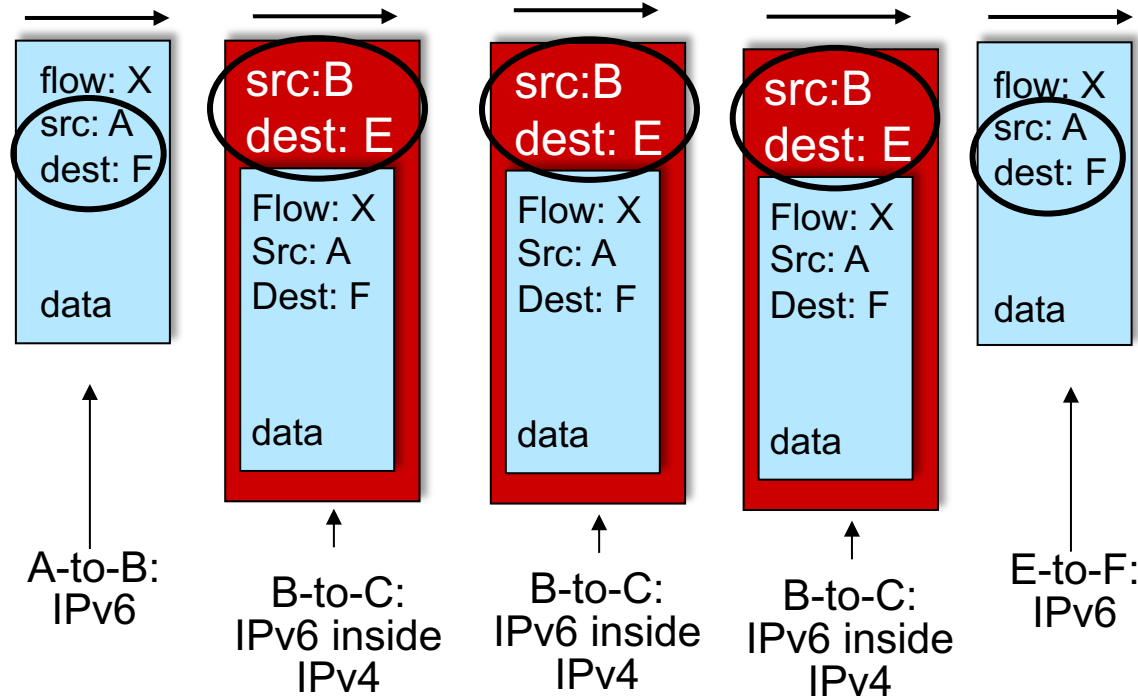 flow: X
src: A
dest: F
data
src:B
dest: E
Flow: X
Src: A
Dest: F
data
src:B
dest: E
Flow: X
Src: A
Dest: F
data
src:B
dest: E
Flow: X
Src: A
Dest: F
data
flow: X
src: A
dest: F
data
A-to-B:
IPv6
B-to-C:
IPv6 inside
IPv4
B-to-C:
IPv6 inside
IPv4
B-to-C:
IPv6 inside
IPv4
E-to-F:
IPv6